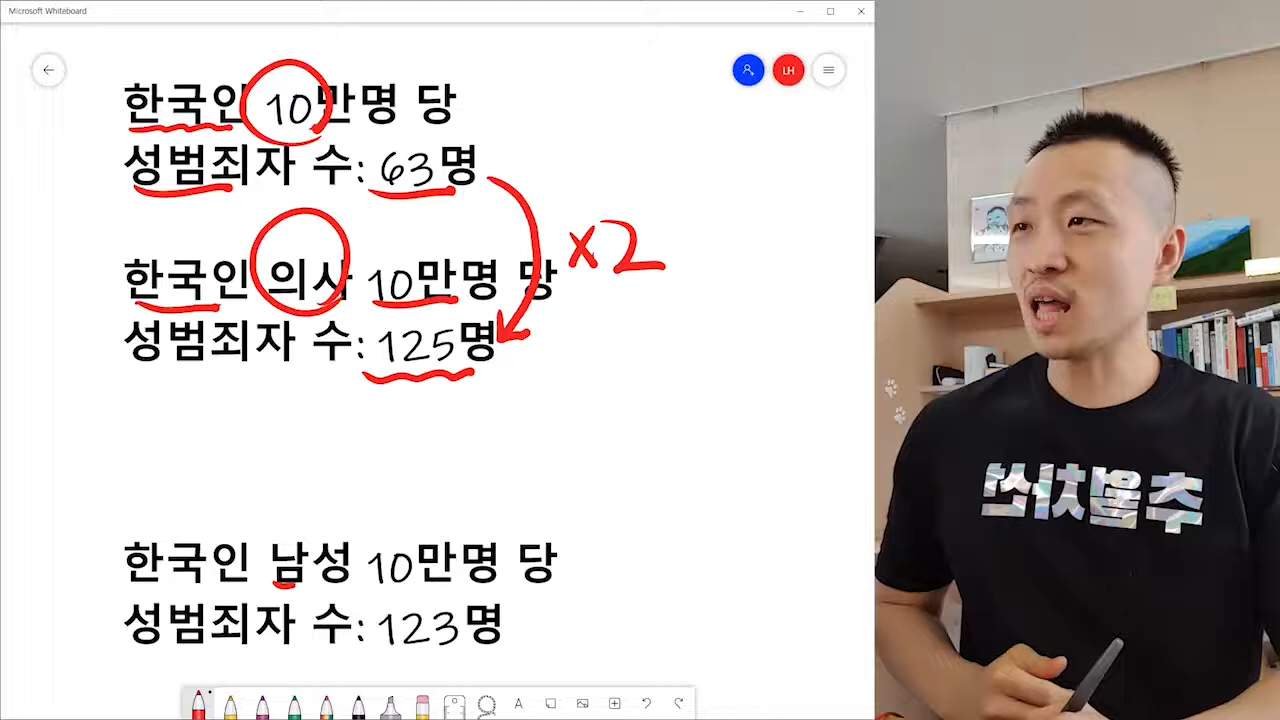 Microsoft Whiteboard
LH
한국인 10만명 당
성범죄자 수: 63명
x2
한국인 의사 10만명 당
성범죄자 수: 125명
한국인 남성 10만명 당
성범죄자 수: 123명
A